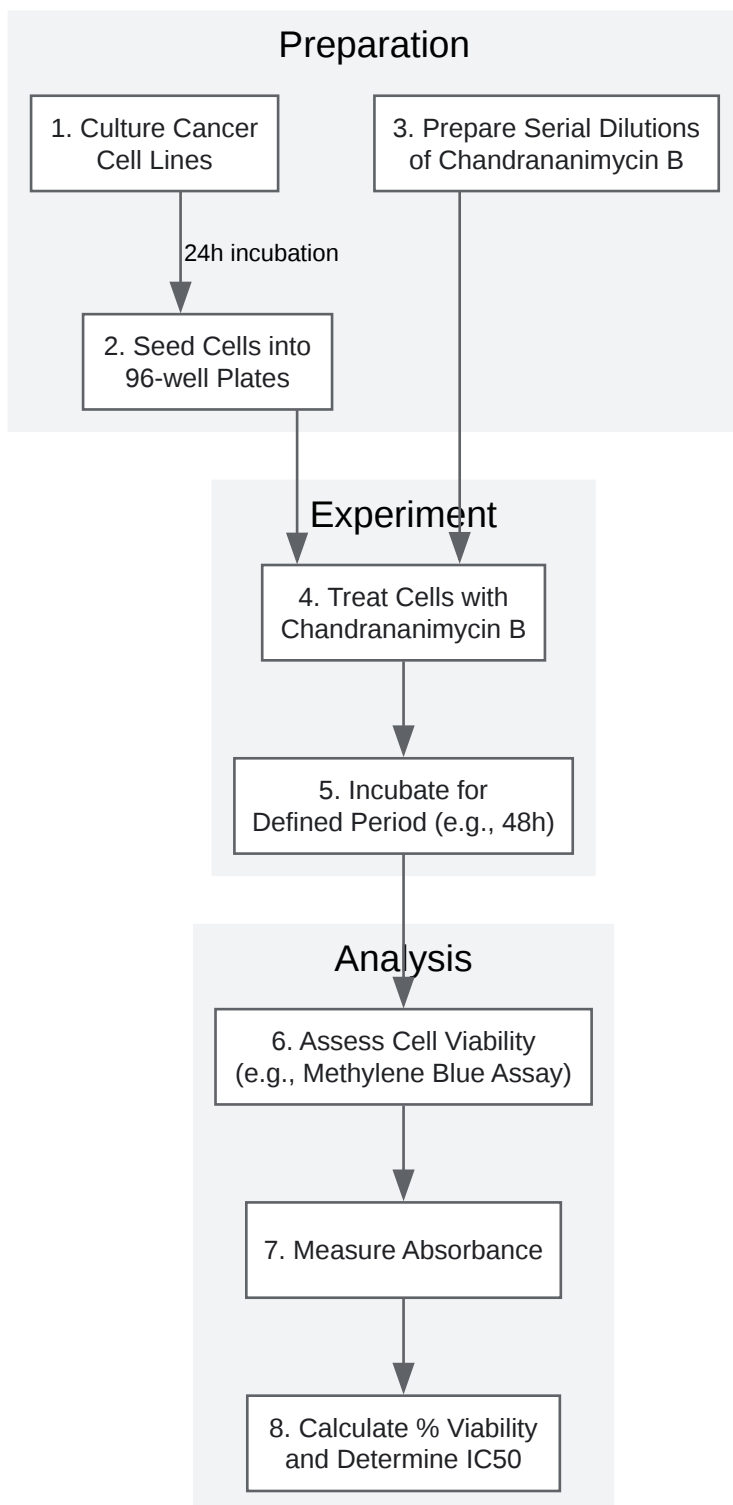 Preparation
1. Culture Cancer
Cell Lines
3. Prepare Serial Dilutions
of Chandrananimycin B
24h incubation
2. Seed Cells into
96-well Plates
Experiment
4. Treat Cells with
Chandrananimycin B
5. Incubate for
Defined Period (e.g., 48h)
Analysis
6. Assess Cell Viability
(e.g., Methylene Blue Assay)
7. Measure Absorbance
8. Calculate % Viability
and Determine IC50